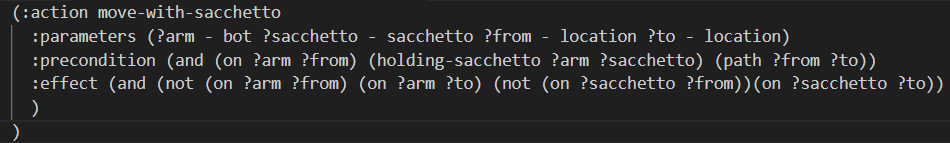 (:action move-with-sacchetto
  :parameters (?arm - bot ?sacchetto - sacchetto ?from - location ?to - location)
  :precondition (and (on ?arm ?from) (holding-sacchetto ?arm ?sacchetto) (path ?from ?to))
  :effect (and (not (on ?arm ?from) (on ?arm ?to) (not (on ?sacchetto ?from))(on ?sacchetto ?to))
  )
)